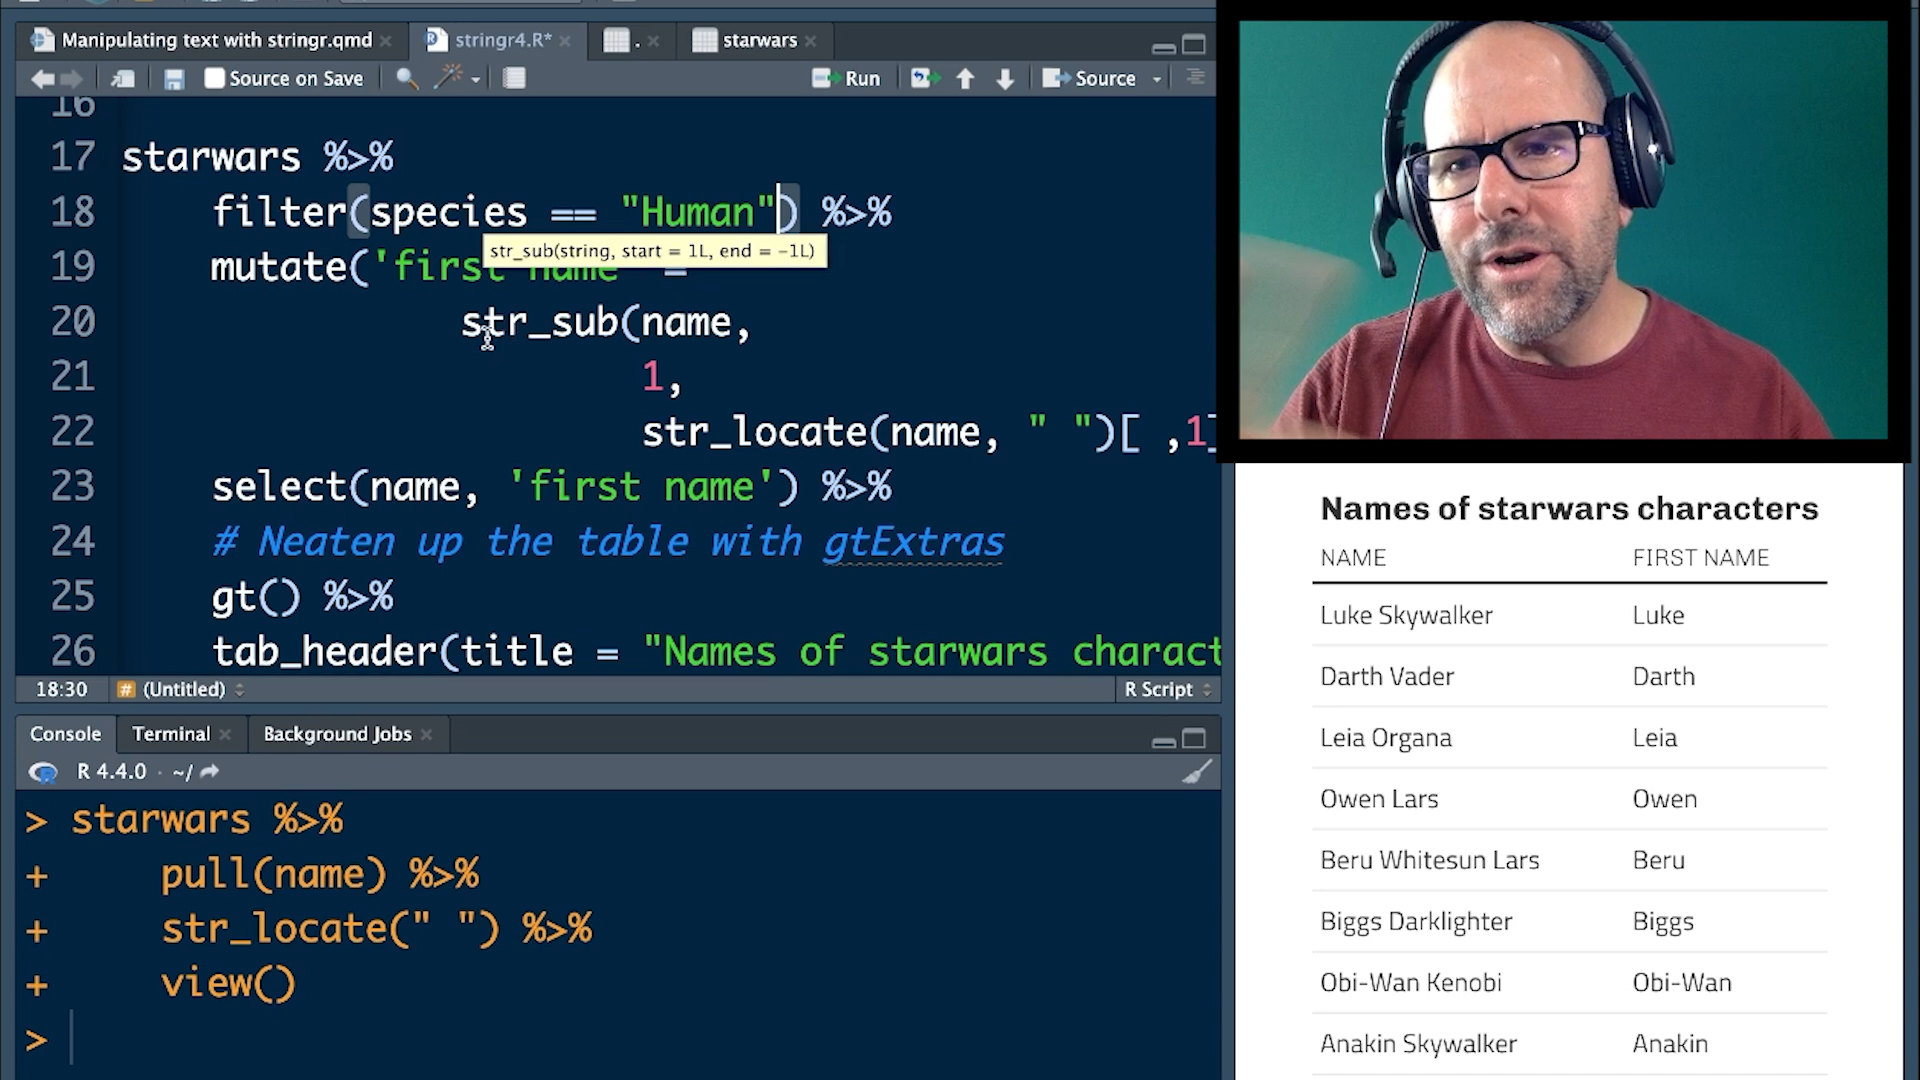 Manipulating text with stringr.qmd
stringr4.R*
.
starwars
Source on Save
Run
Source
16
17 starwars %>%
18 filter(species == "Human") %>%
str_sub(string, start = 1L, end = -1L)
19 mutate('first name' =
20 str_sub(name,
21 1,
22 str_locate(name, " ")[ ,1]
23 select(name, 'first name') %>%
24 # Neaten up the table with gtExtras
25 gt() %>%
26 tab_header(title = "Names of starwars charact
18:30
(Untitled)
R Script
Console
Terminal
Background Jobs
R 4.4.0 · ~/
> starwars %>%
+ pull(name) %>%
+ str_locate(" ") %>%
+ view()
>
Names of starwars characters
NAME FIRST NAME
Luke Skywalker Luke
Darth Vader Darth
Leia Organa Leia
Owen Lars Owen
Beru Whitesun Lars Beru
Biggs Darklighter Biggs
Obi-Wan Kenobi Obi-Wan
Anakin Skywalker Anakin